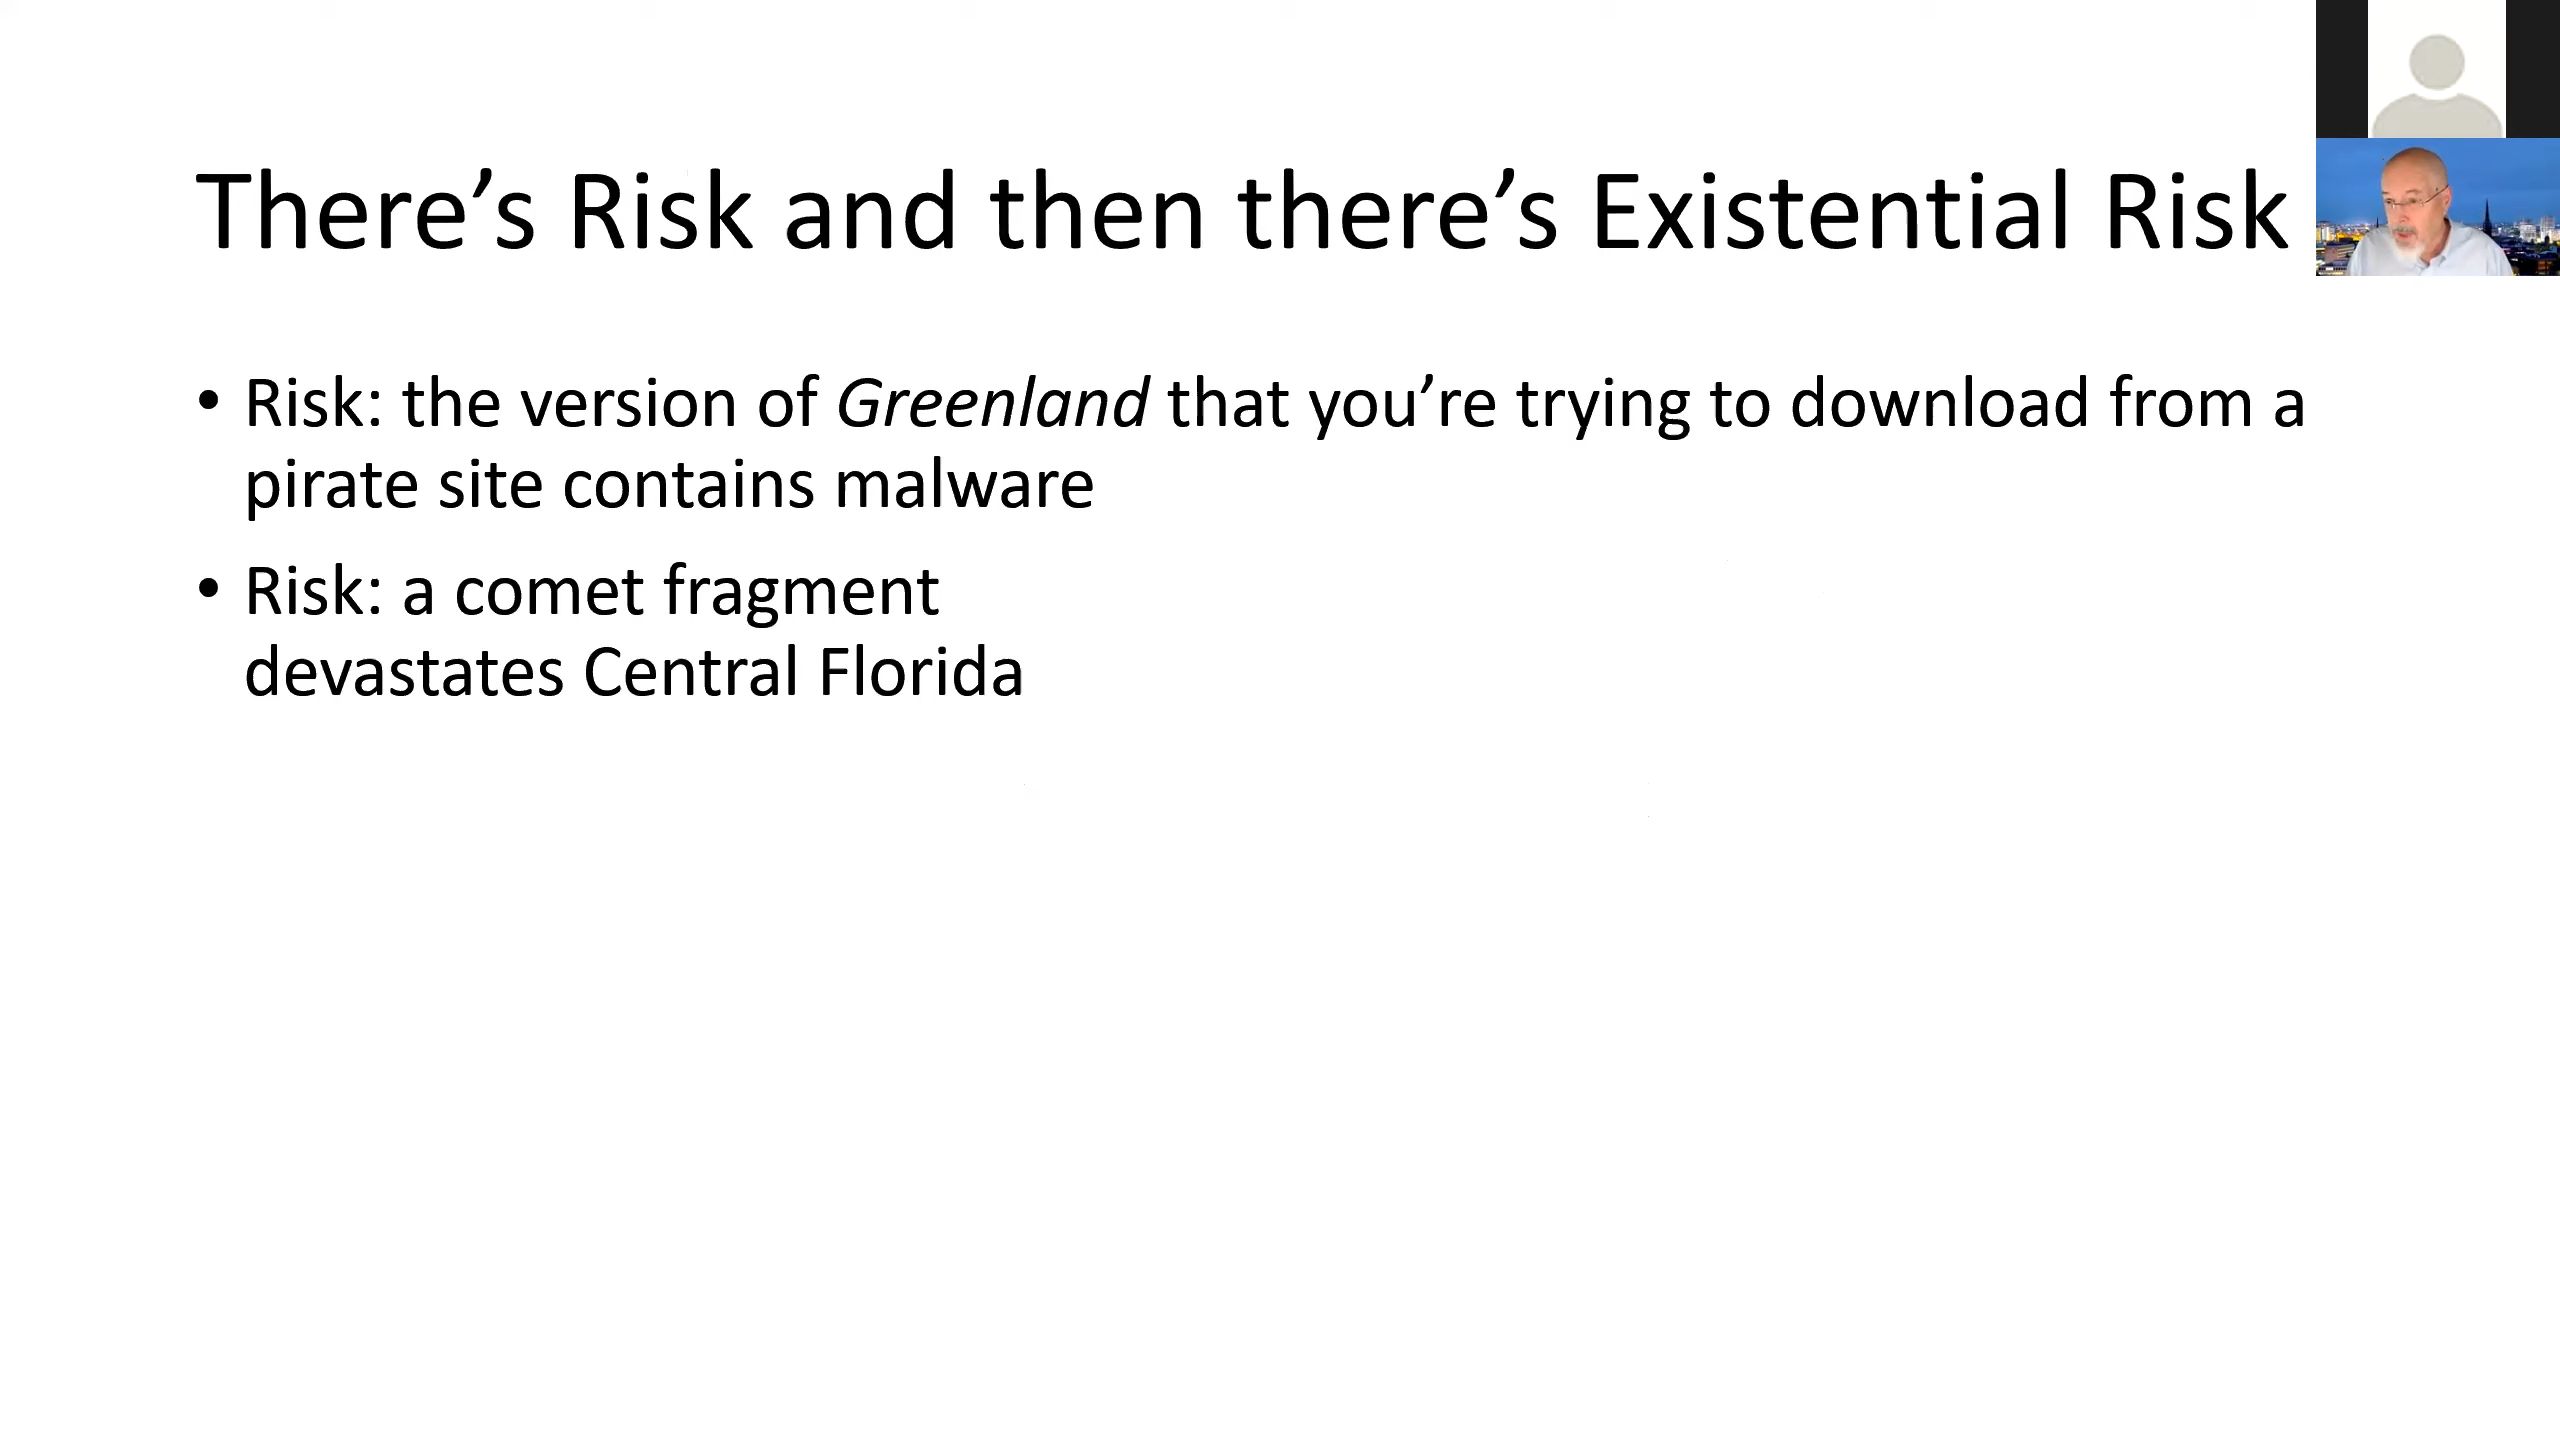 There’s Risk and then there’s Existential Risk
• Risk: the version of Greenland that you’re trying to download from a
pirate site contains malware
• Risk: a comet fragment
devastates Central Florida